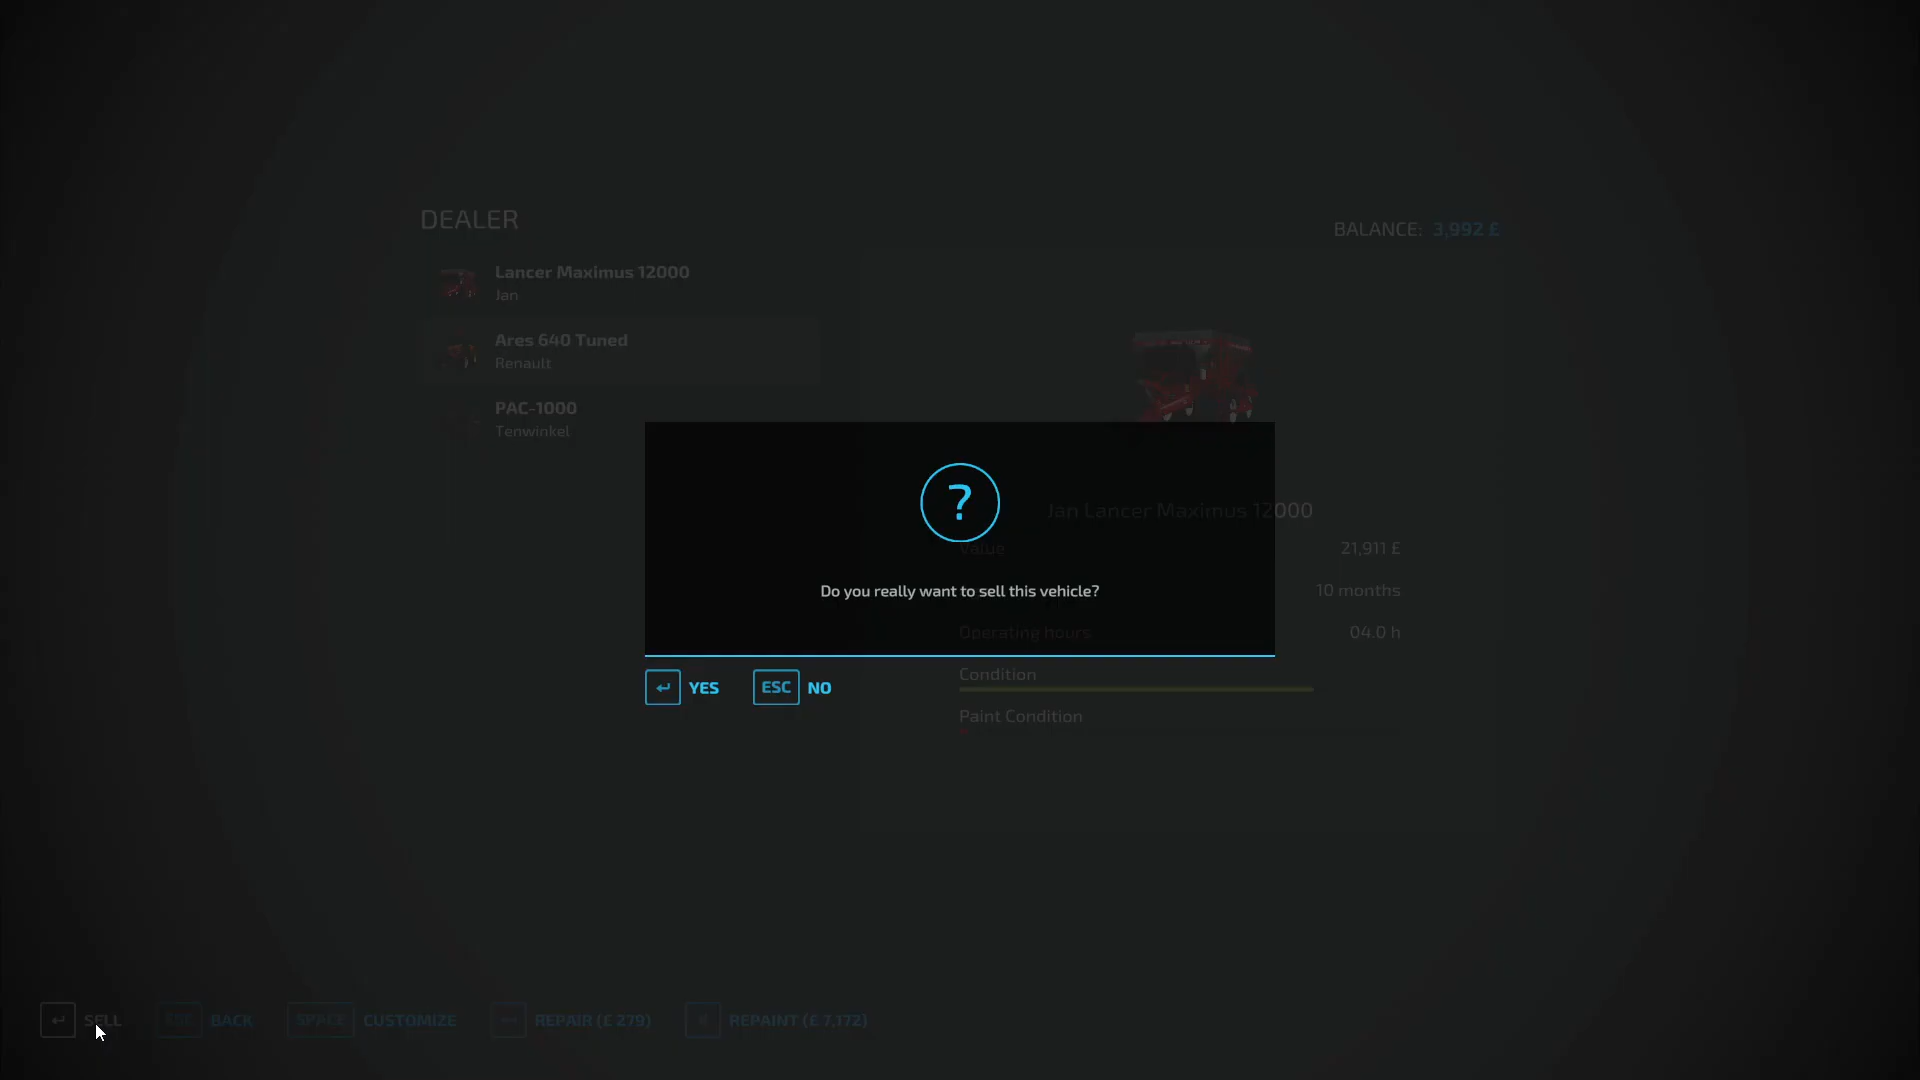 DEALER
BALANCE: 3,992 £
Lancer Maximus 12000
Jan
Ares 640 Tuned
Renault
PAC-1000
Tenwinkel
?
Jan Lancer Maximus 12000
Value 21,911 £
Do you really want to sell this vehicle?
10 months
Operating hours 04.0 h
Condition
ESC
YES NO
Paint Condition
SELL ESC BACK SPACE CUSTOMIZE REPAIR (£ 279) REPAINT (£ 7,172)